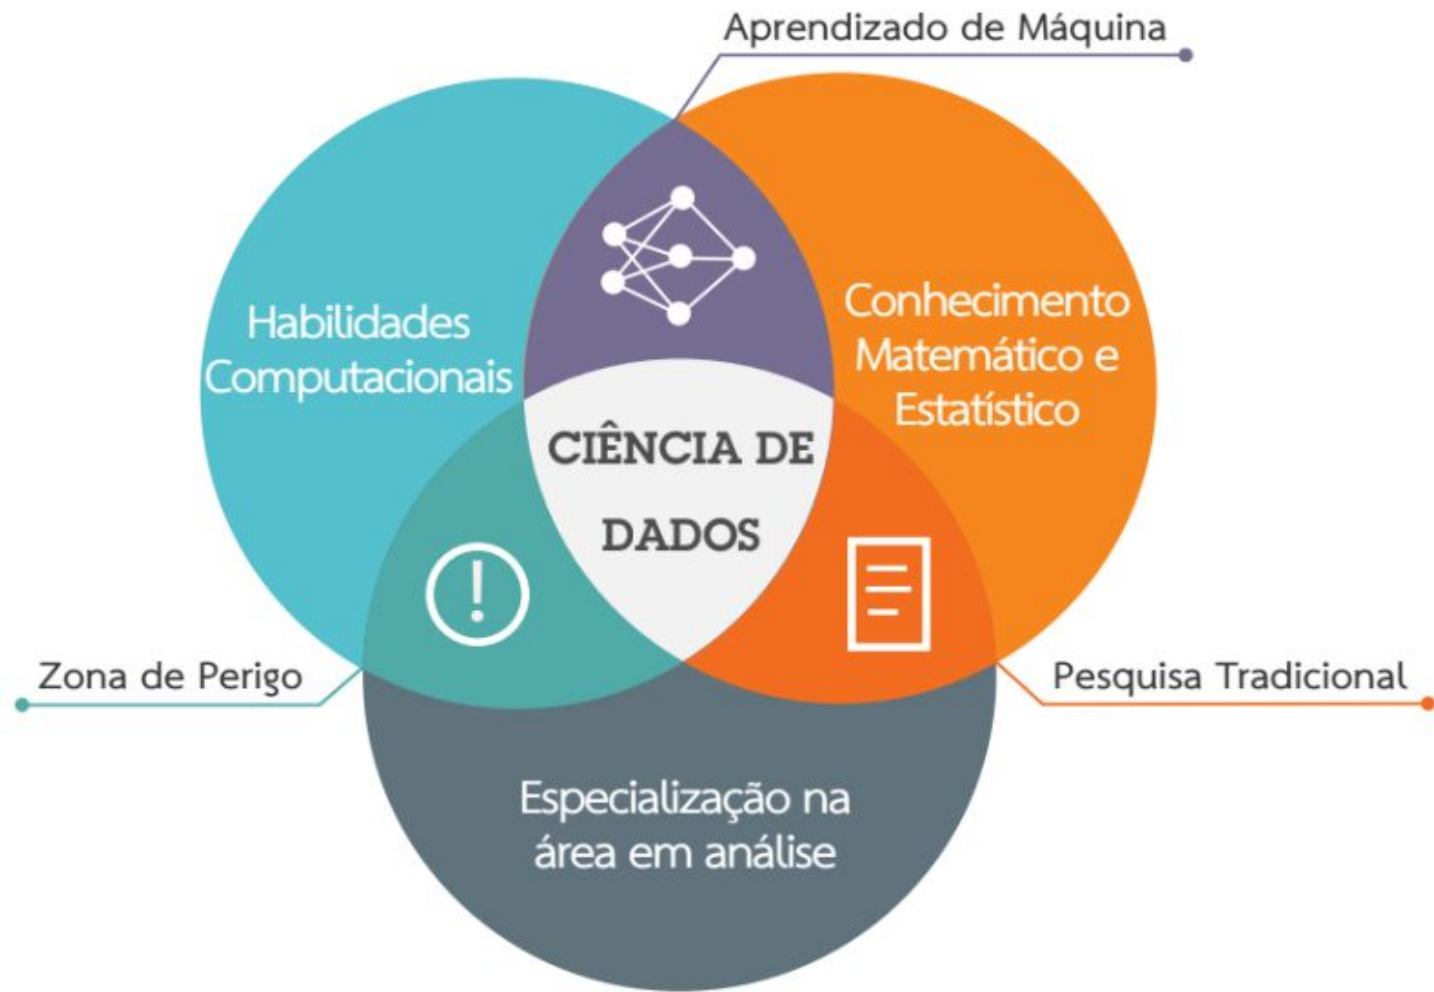 Aprendizado de Máquina
Habilidades
Computacionais
Conhecimento
Matemático e
Estatístico
CIÊNCIA DE
DADOS
!
Zona de Perigo
Pesquisa Tradicional
Especialização na
área em análise